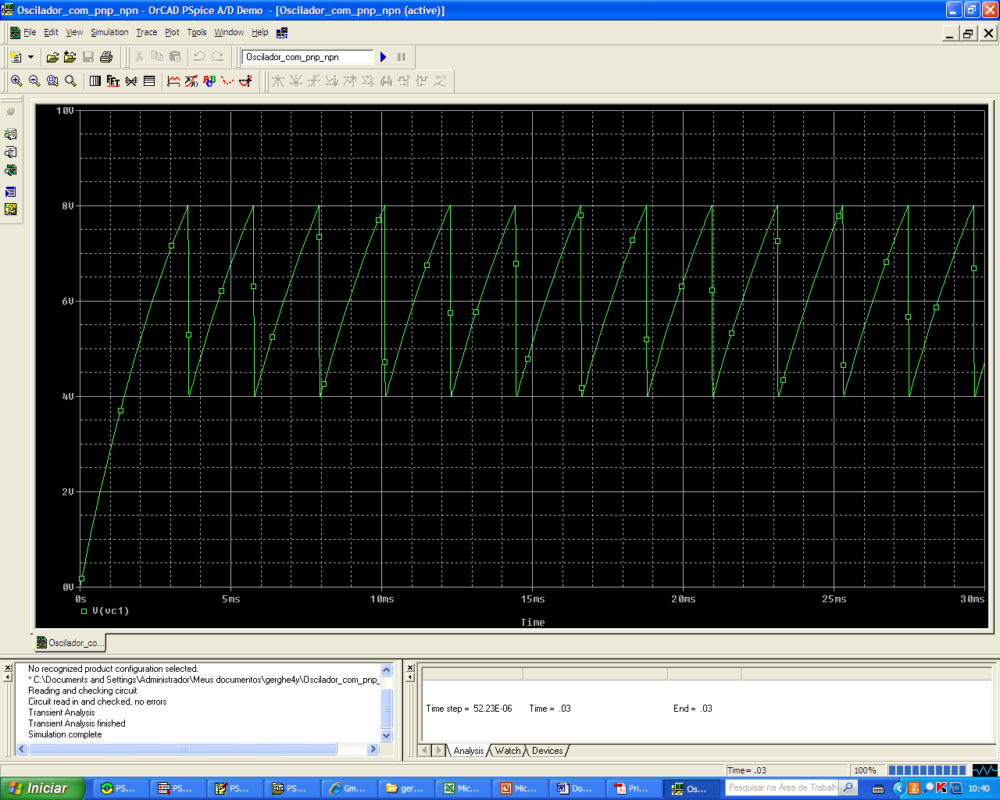 Oscilador_com_pnp_npn - OrCAD PSpice A/D Demo - [Oscilador_com_pnp_npn (active)]
File Edit View Simulation Trace Plot Tools Window Help
Oscilador_com_pnp_npn
10V
8V
6V
4V
2V
0V
0s 5ms 10ms 15ms 20ms 25ms 30ms
V(vc1)
Time
Oscilador_co...
No recognized product configuration selected.
* C:\Documents and Settings\Administrador\Meus documentos\gerghe4y\Oscilador_com_pnp_
Reading and checking circuit
Circuit read in and checked, no errors
Transient Analysis
Transient Analysis finished
Simulation complete
Time step = 52.23E-06 Time = .03 End = .03
Analysis Watch Devices
Time= .03 100%
Iniciar PS... PS... PS... PS... Gm... ger... Mic... Mic... Do... Pri... Os... Pesquisar na Área de Trabalh 10:40